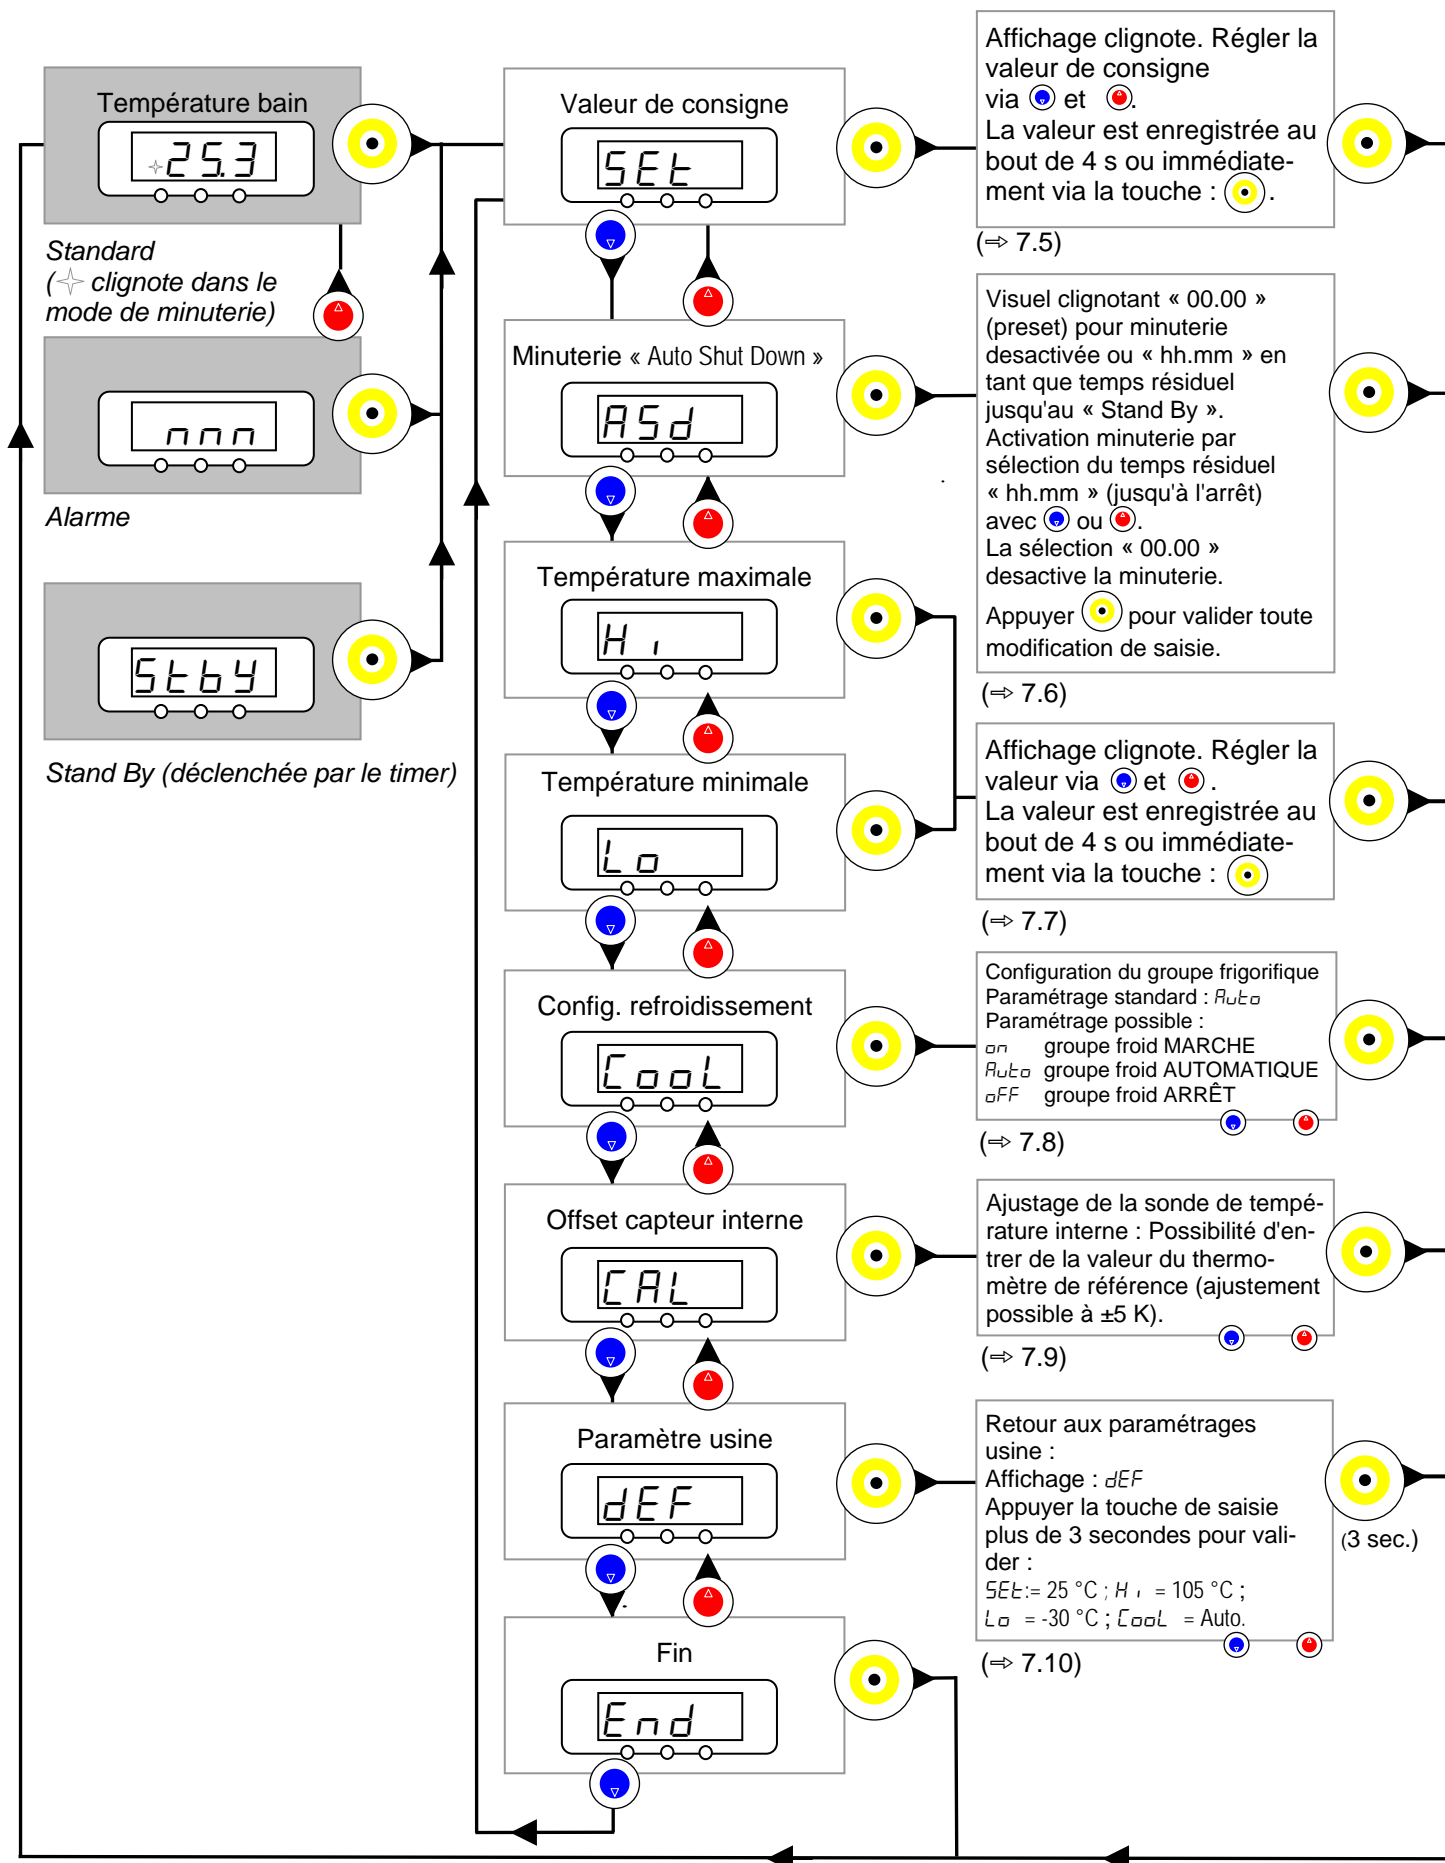 Température bain
25.3
Standard
( clignote dans le
mode de minuterie)
nnn
Alarme
Stby
Stand By (déclenchée par le timer)
Valeur de consigne
SEt
Minuterie « Auto Shut Down »
ASd
Température maximale
Hi
Température minimale
Lo
Config. refroidissement
CooL
Offset capteur interne
CAL
Paramètre usine
dEF
Fin
End
Affichage clignote. Régler la
valeur de consigne
via et .
La valeur est enregistrée au
bout de 4 s ou immédiate-
ment via la touche : .
(⇨ 7.5)
Visuel clignotant « 00.00 »
(preset) pour minuterie
desactivée ou « hh.mm » en
tant que temps résiduel
jusqu'au « Stand By ».
Activation minuterie par
sélection du temps résiduel
« hh.mm » (jusqu'à l'arrêt)
avec ou .
La sélection « 00.00 »
desactive la minuterie.
Appuyer pour valider toute
modification de saisie.
(⇨ 7.6)
Affichage clignote. Régler la
valeur via et .
La valeur est enregistrée au
bout de 4 s ou immédiate-
ment via la touche :
(⇨ 7.7)
Configuration du groupe frigorifique
Paramétrage standard : Auto
Paramétrage possible :
on groupe froid MARCHE
Auto groupe froid AUTOMATIQUE
oFF groupe froid ARRÊT
(⇨ 7.8)
Ajustage de la sonde de tempé-
rature interne : Possibilité d'en-
trer de la valeur du thermo-
mètre de référence (ajustement
possible à ±5 K).
(⇨ 7.9)
Retour aux paramétrages
usine :
Affichage : dEF
Appuyer la touche de saisie
plus de 3 secondes pour vali-
der :
SEt:= 25 °C ; Hi = 105 °C ;
Lo = -30 °C ; CooL = Auto.
(⇨ 7.10)
(3 sec.)